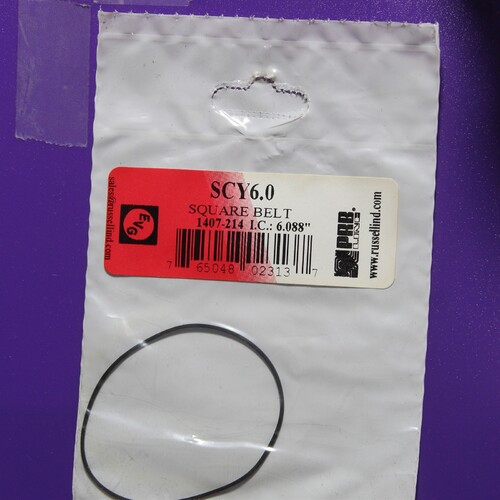 SCY6.0
SQUARE BELT
1407-214 I.C.: 6.088"
7 65048 02313 7
sales@russellind.com
EVG
PRB
LINE
www.russellind.com